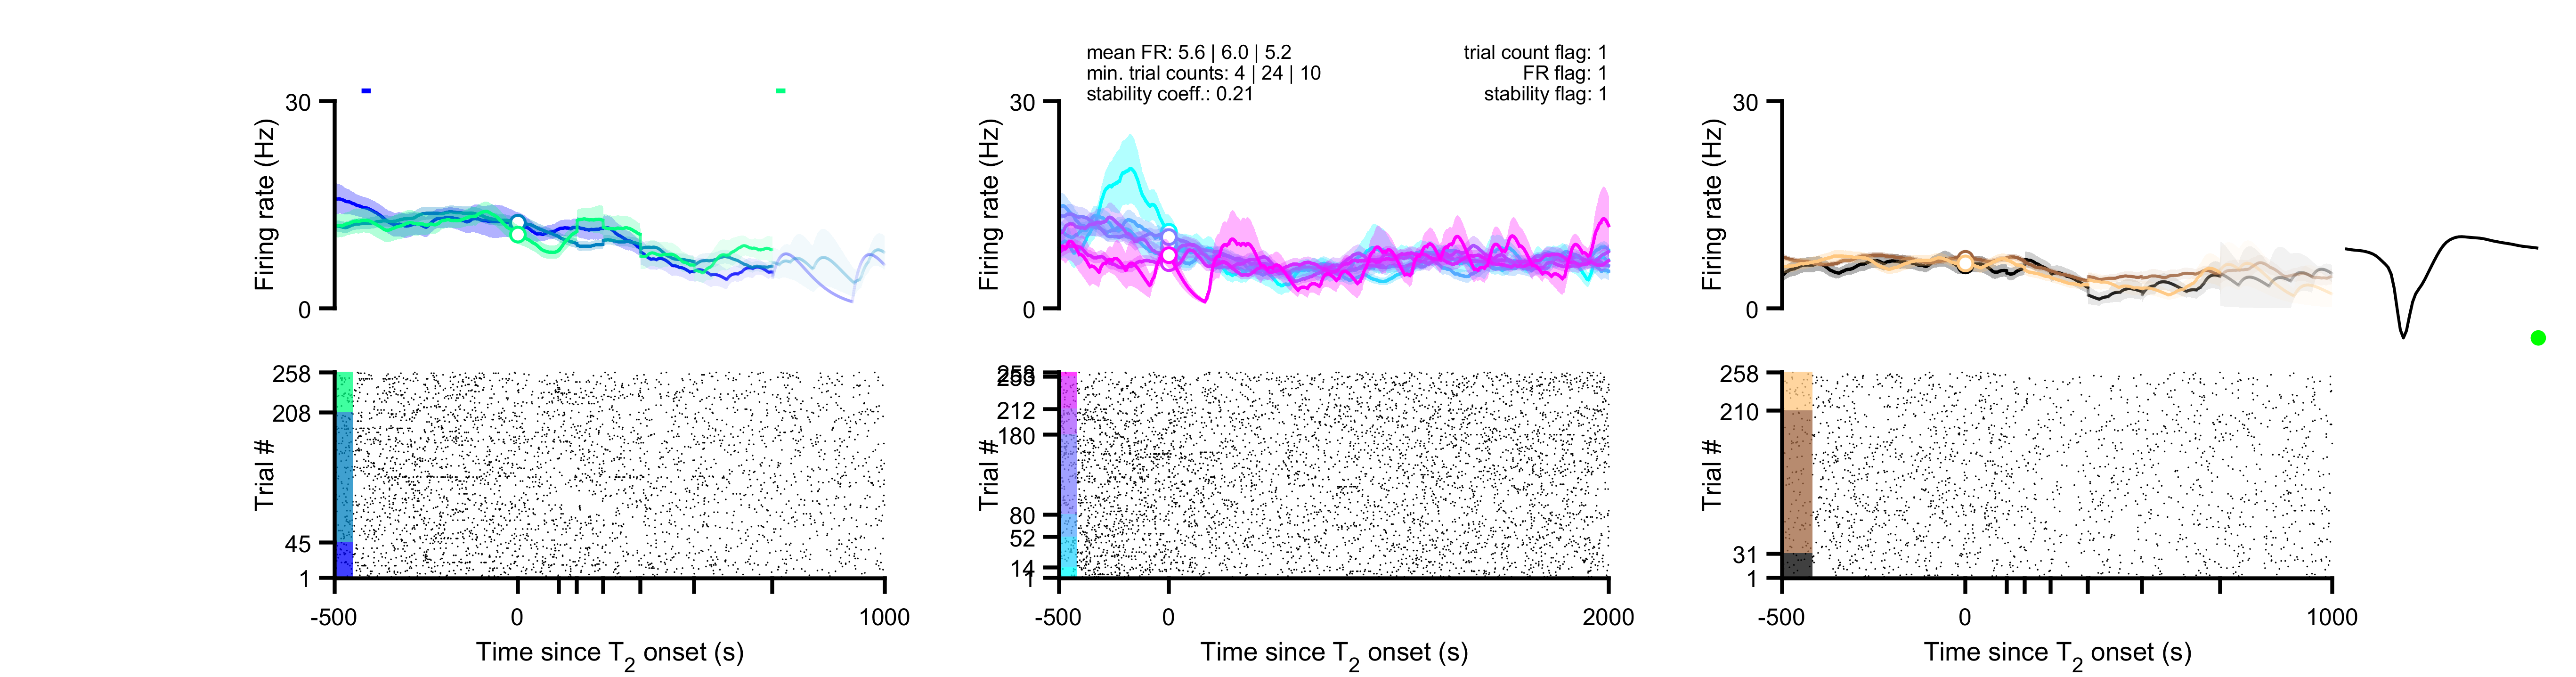 mean FR: 5.6 | 6.0 | 5.2
min. trial counts: 4 | 24 | 10
stability coeff.: 0.21
trial count flag: 1
FR flag: 1
stability flag: 1
30
0
Firing rate (Hz)
258
208
45
1
Trial #
-500
0
1000
Time since T2 onset (s)
30
0
Firing rate (Hz)
212
180
80
52
14
1
Trial #
-500
0
2000
Time since T2 onset (s)
30
0
Firing rate (Hz)
258
210
31
1
Trial #
-500
0
1000
Time since T2 onset (s)